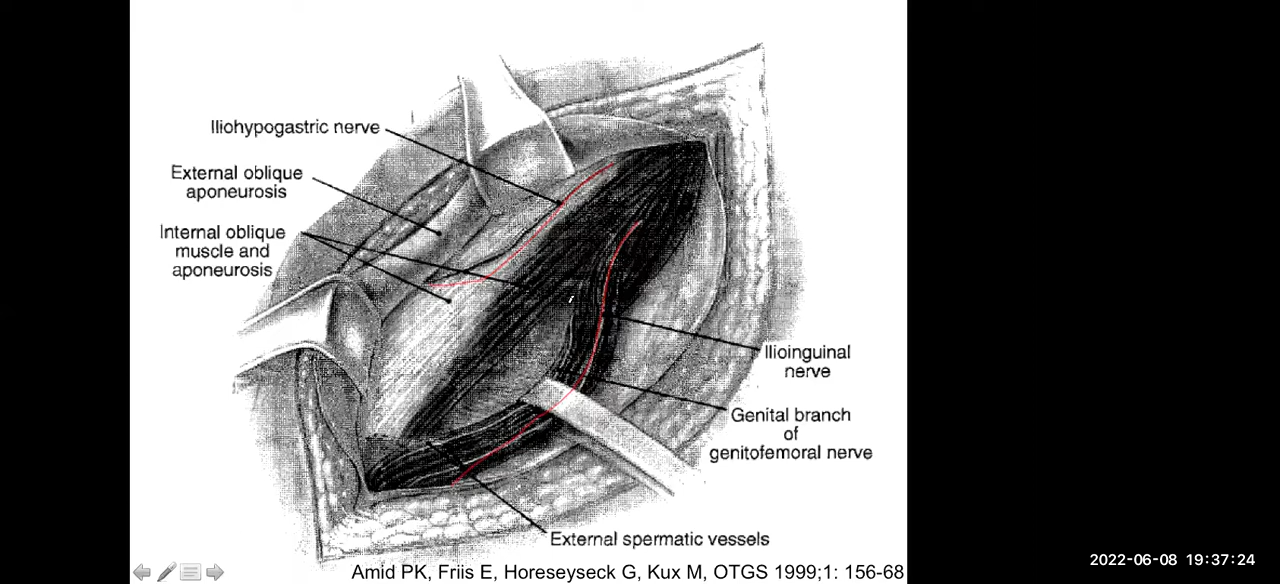 Iliohypogastric nerve
External oblique
aponeurosis
Internal oblique
muscle and
aponeurosis
Ilioinguinal
nerve
Genital branch
of
genitofemoral nerve
External spermatic vessels
Amid PK, Friis E, Horeseyseck G, Kux M, OTGS 1999;1: 156-68
2022-06-08 19:37:24